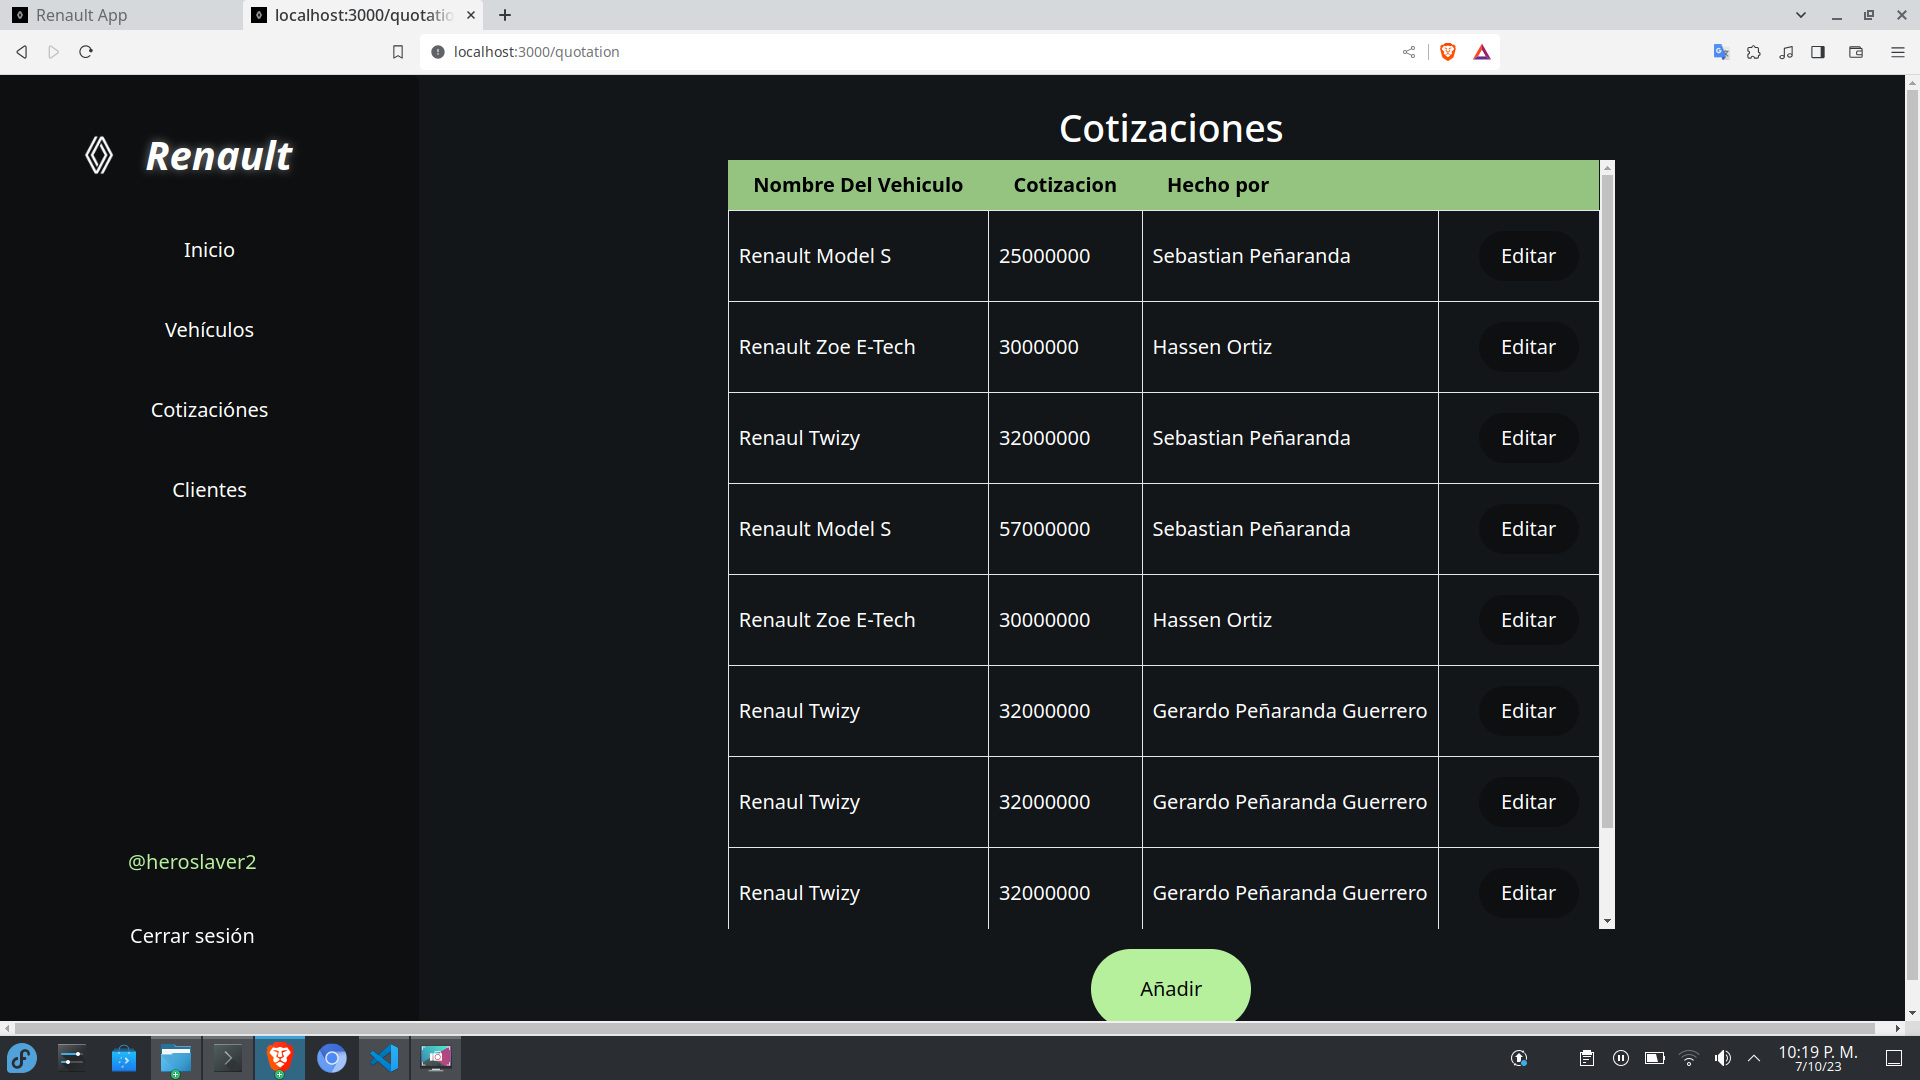 Renault App
localhost:3000/quotatio
localhost:3000/quotation
Renault
Inicio
Vehículos
Cotizaciónes
Clientes
@heroslaver2
Cerrar sesión
Cotizaciones
Nombre Del Vehiculo Cotizacion Hecho por
Renault Model S 25000000 Sebastian Peñaranda Editar
Renault Zoe E-Tech 3000000 Hassen Ortiz Editar
Renaul Twizy 32000000 Sebastian Peñaranda Editar
Renault Model S 57000000 Sebastian Peñaranda Editar
Renault Zoe E-Tech 30000000 Hassen Ortiz Editar
Renaul Twizy 32000000 Gerardo Peñaranda Guerrero Editar
Renaul Twizy 32000000 Gerardo Peñaranda Guerrero Editar
Renaul Twizy 32000000 Gerardo Peñaranda Guerrero Editar
Añadir
10:19 P. M.
7/10/23